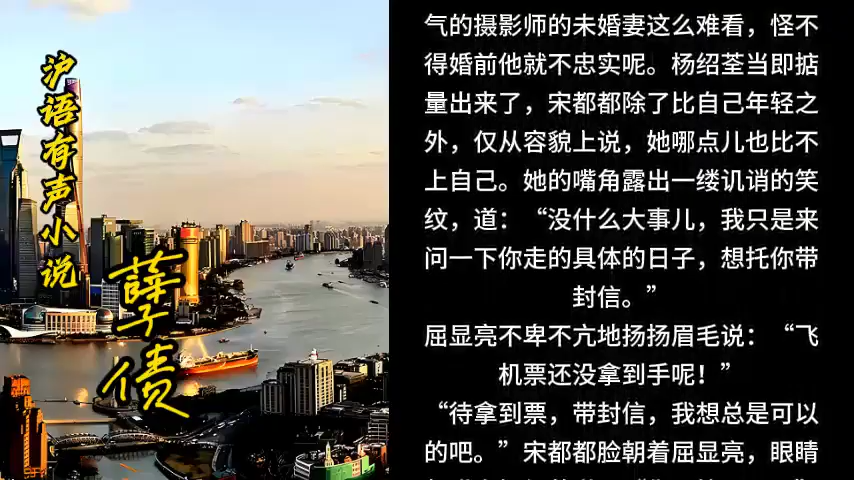 沪语有声小说
孽债
气的摄影师的未婚妻这么难看，怪不
得婚前他就不忠实呢。杨绍荃当即掂
量出来了，宋都都除了比自己年轻之
外，仅从容貌上说，她哪点儿也比不
上自己。她的嘴角露出一缕讥诮的笑
纹，道：“没什么大事儿，我只是来
问一下你走的具体的日子，想托你带
封信。”
屈显亮不卑不亢地扬扬眉毛说：“飞
机票还没拿到手呢！”
“待拿到票，带封信，我想总是可以
的吧。”宋都都脸朝着屈显亮，眼睛